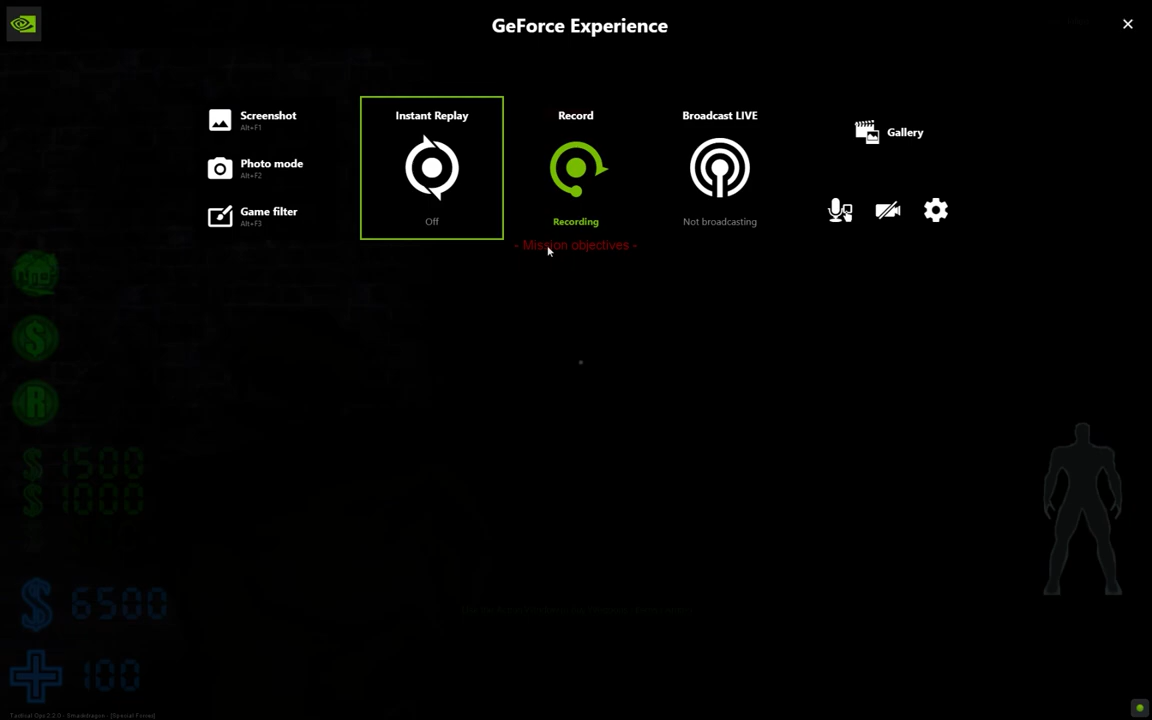 GeForce Experience
Screenshot
Alt+F1
Photo mode
Alt+F2
Game filter
Alt+F3
Instant Replay
Off
Record
Recording
Broadcast LIVE
Not broadcasting
Gallery
- Mission objectives -
$
R
$ 1500
$ 1000
$ 6500
100